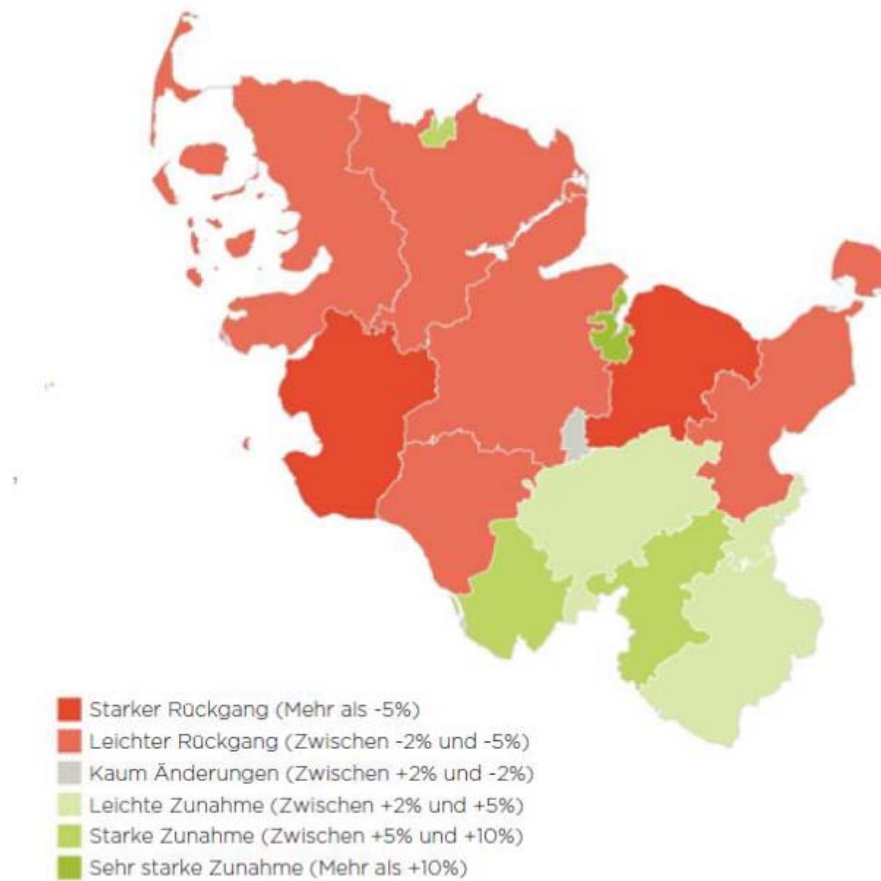 Starker Rückgang (Mehr als -5%)
Leichter Rückgang (Zwischen -2% und -5%)
Kaum Änderungen (Zwischen +2% und -2%)
Leichte Zunahme (Zwischen +2% und +5%)
Starke Zunahme (Zwischen +5% und +10%)
Sehr starke Zunahme (Mehr als +10%)